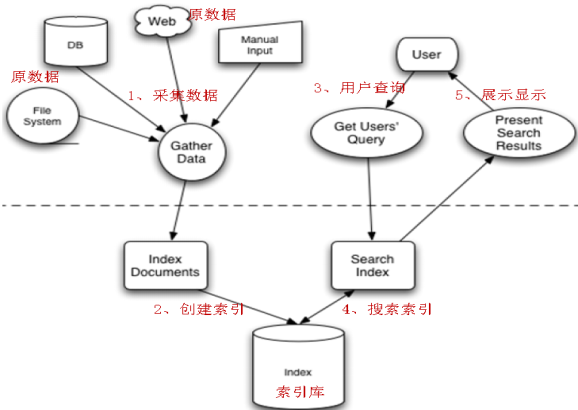 DB
Web
原数据
Manual
Input
原数据
File
System
1、采集数据
Gather
Data
User
3、用户查询
5、展示显示
Get Users'
Query
Present
Search
Results
Index
Documents
Search
Index
2、创建索引
4、搜索索引
Index
索引库